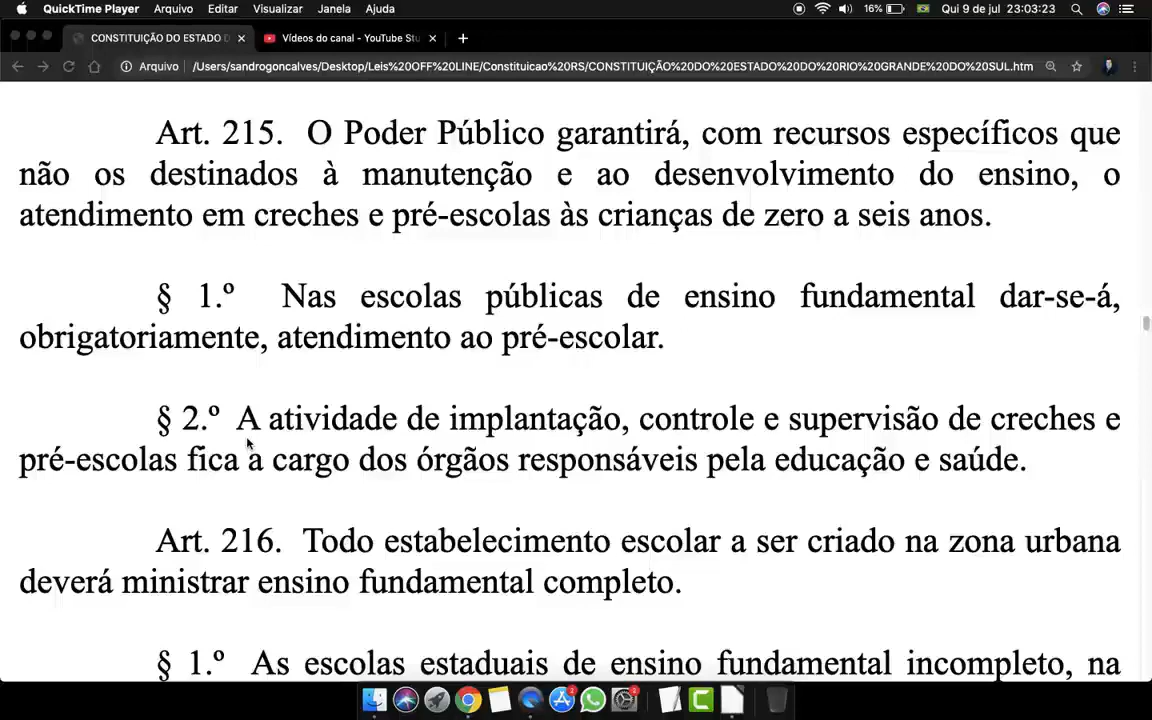 QuickTime Player Arquivo Editar Visualizar Janela Ajuda 16% Qui 9 de jul 23:03:23
CONSTITUIÇÃO DO ESTADO D Vídeos do canal - YouTube Stu
Arquivo /Users/sandrogoncalves/Desktop/Leis%20OFF%20LINE/Constituicao%20RS/CONSTITUIÇÃO%20DO%20ESTADO%20DO%20RIO%20GRANDE%20DO%20SUL.htm
Art. 215. O Poder Público garantirá, com recursos específicos que
não os destinados à manutenção e ao desenvolvimento do ensino, o
atendimento em creches e pré-escolas às crianças de zero a seis anos.
§ 1.º Nas escolas públicas de ensino fundamental dar-se-á,
obrigatoriamente, atendimento ao pré-escolar.
§ 2.º A atividade de implantação, controle e supervisão de creches e
pré-escolas fica a cargo dos órgãos responsáveis pela educação e saúde.
Art. 216. Todo estabelecimento escolar a ser criado na zona urbana
deverá ministrar ensino fundamental completo.
§ 1.º As escolas estaduais de ensino fundamental incompleto, na